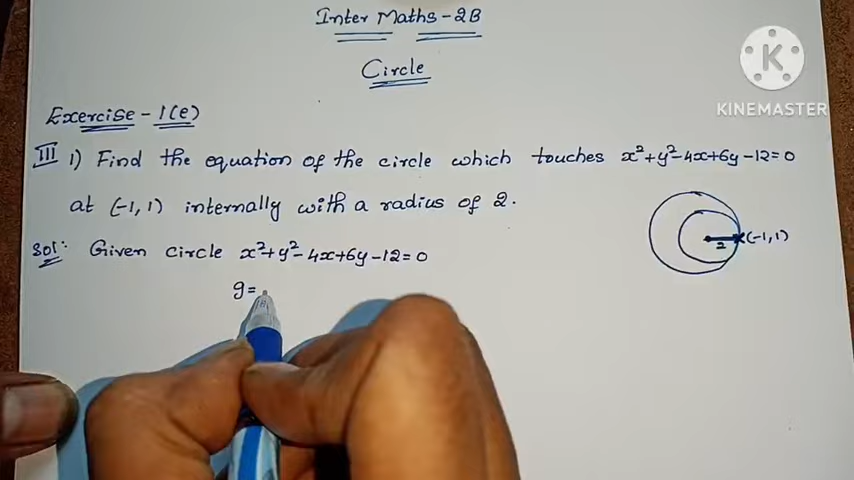 Inter Maths-2B
Circle
K
KINEMASTER
Exercise-1(e)
III 1) Find the equation of the circle which touches x²+y²-4x+6y-12=0
at (-1,1) internally with a radius of 2.
Sol: Given circle x²+y²-4x+6y-12=0
2 (-1,1)
g=